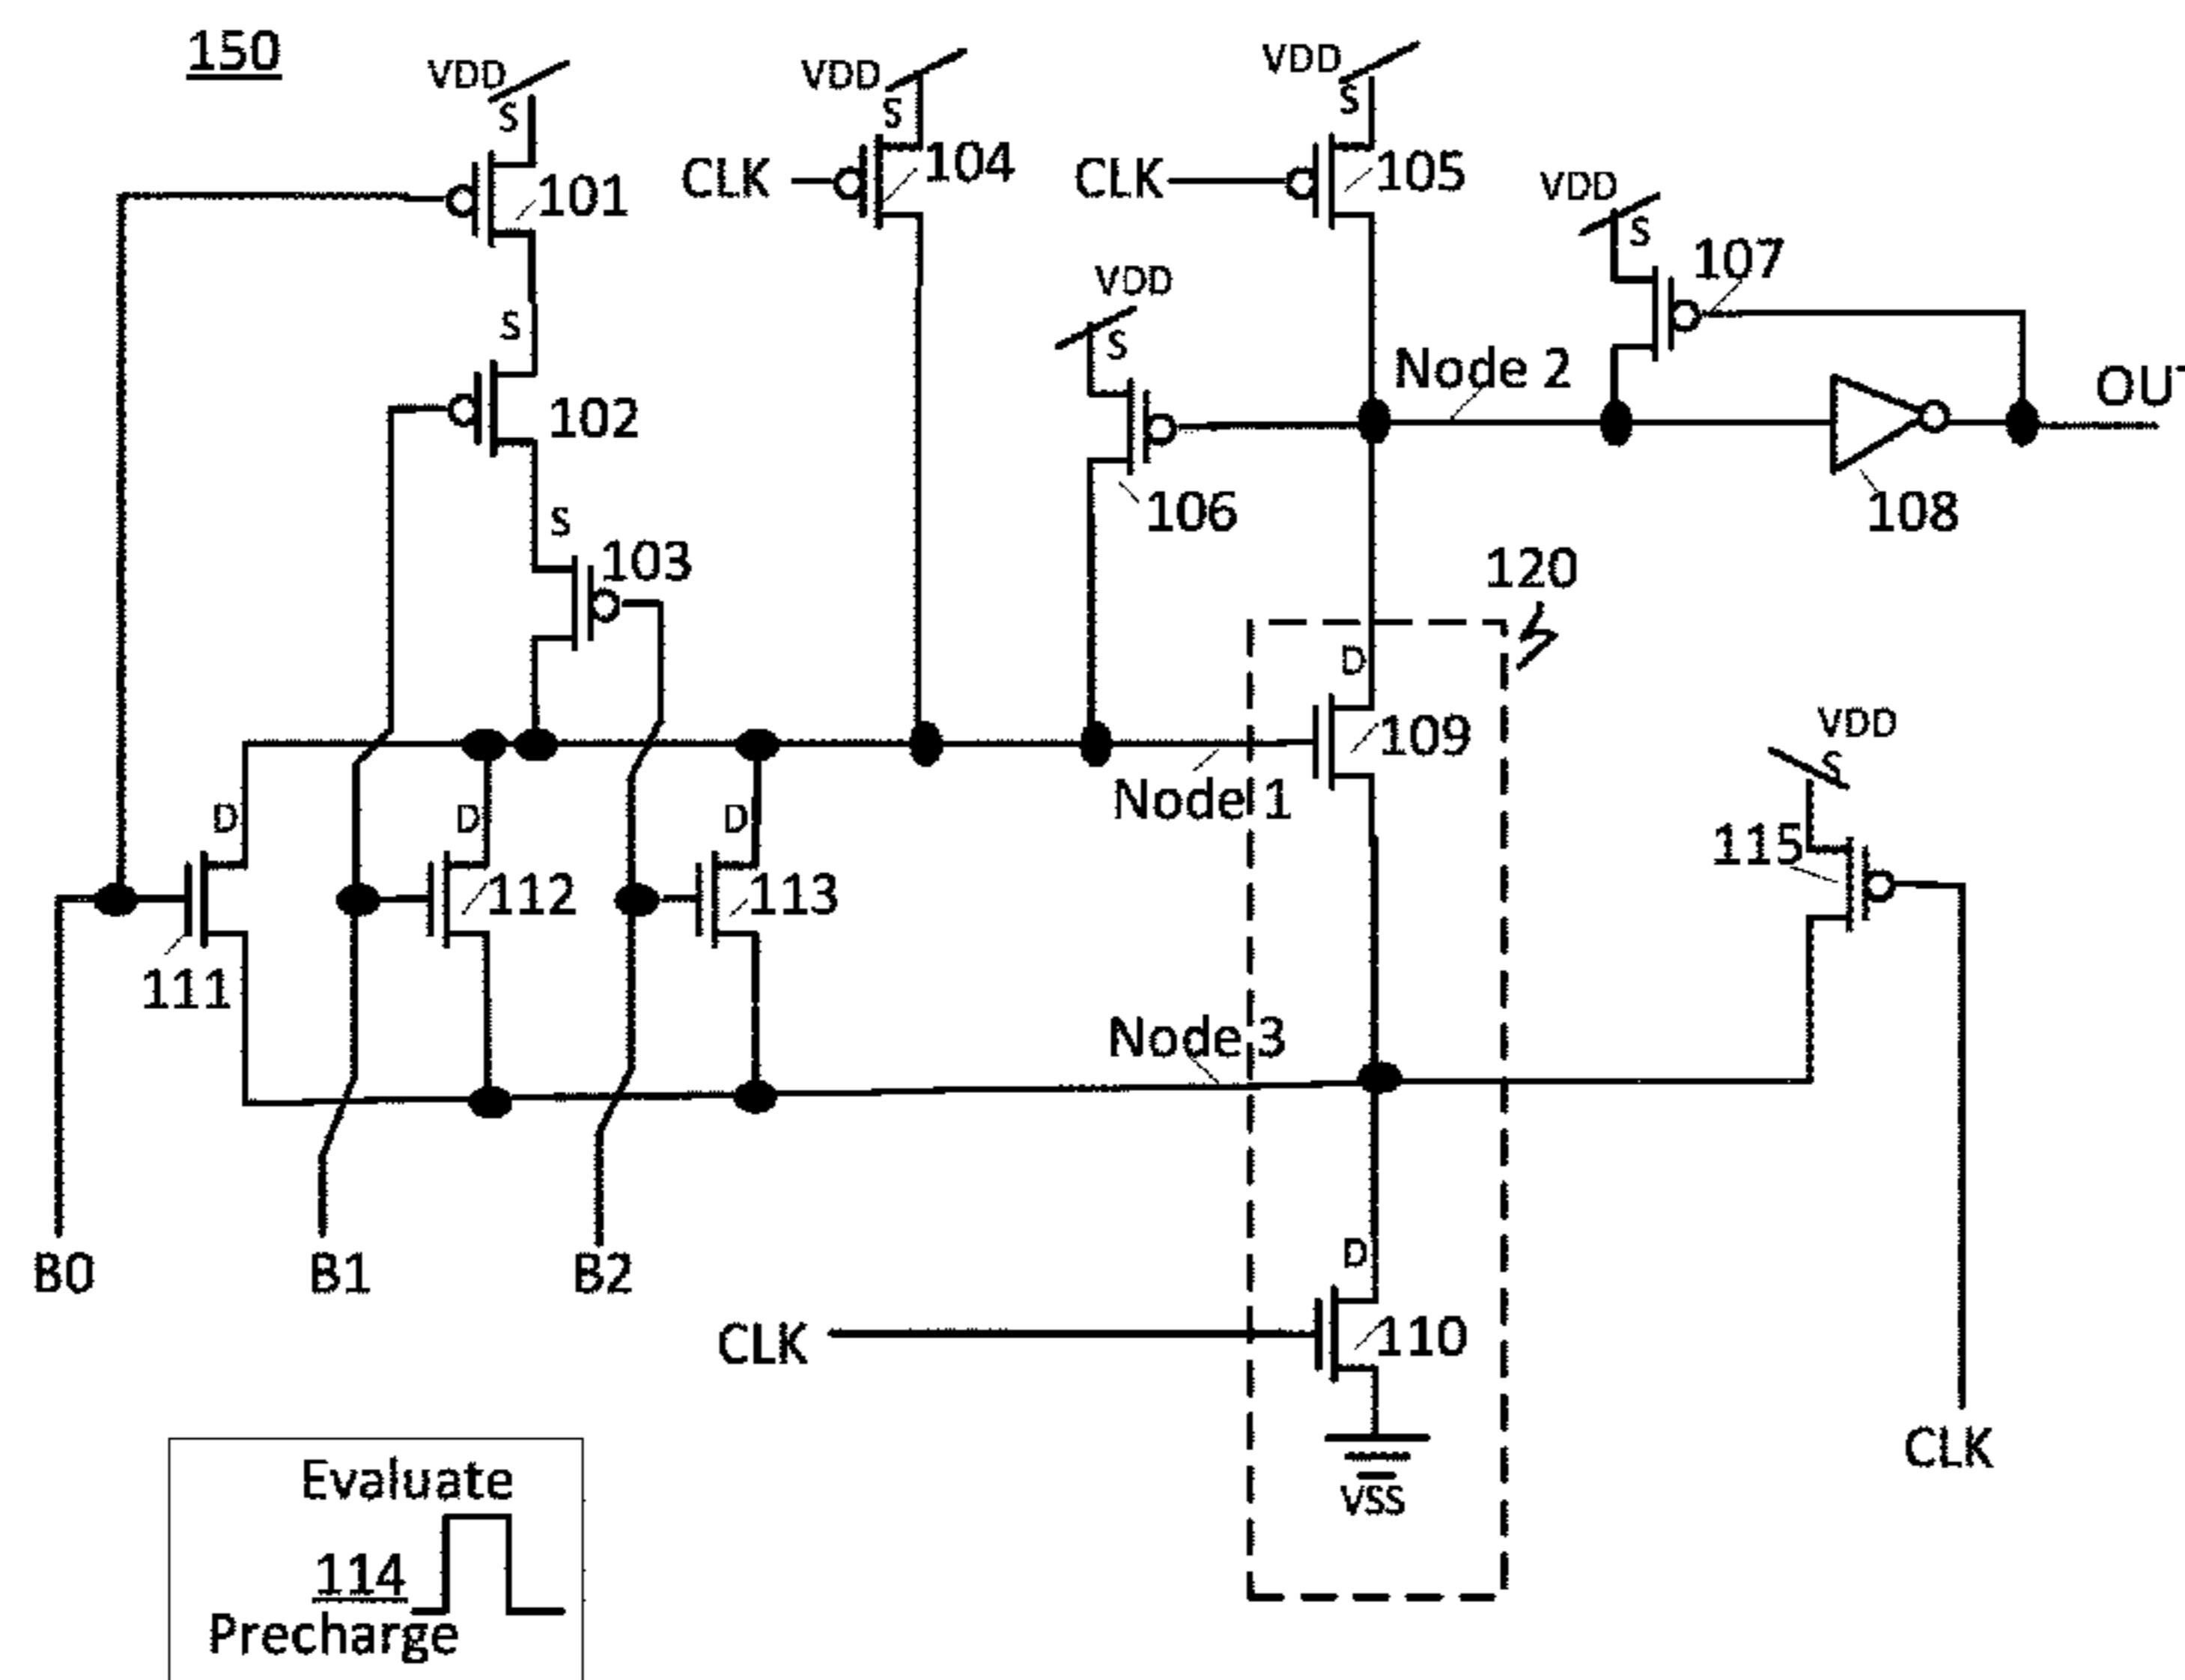 150
VDD
S
101
S
102
S
103
VDD
S
CLK
104
VDD
S
CLK
105
VDD
S
106
VDD
S
107
Node 2
OUT
108
120
D
109
Node 1
D
111
D
112
D
113
VDD
S
115
Node 3
B0
B1
B2
CLK
D
110
VSS
CLK
Evaluate
114
Precharge